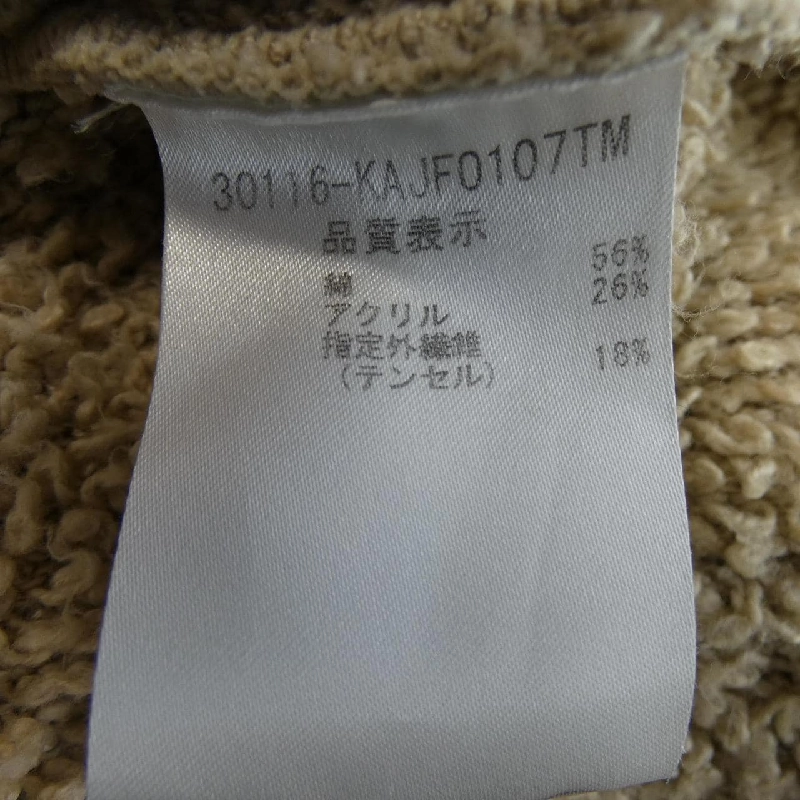 30116-KAJF0107TM
品質表示
綿 56%
アクリル 26%
指定外繊維 18%
(テンセル)